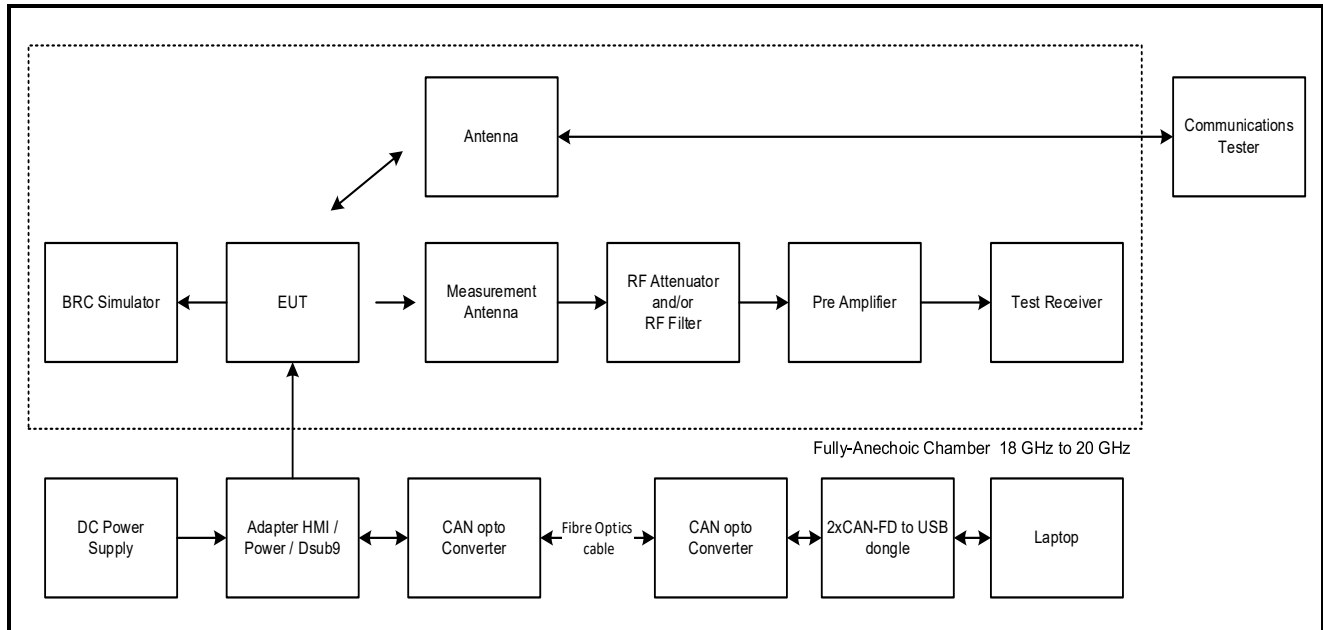 Antenna
Communications
Tester
BRC Simulator
EUT
Measurement
Antenna
RF Attenuator
and/or
RF Filter
Pre Amplifier
Test Receiver
Fully-Anechoic Chamber 18 GHz to 20 GHz
DC Power
Supply
Adapter HMI /
Power / Dsub9
CAN opto
Converter
Fibre Optics
cable
CAN opto
Converter
2xCAN-FD to USB
dongle
Laptop